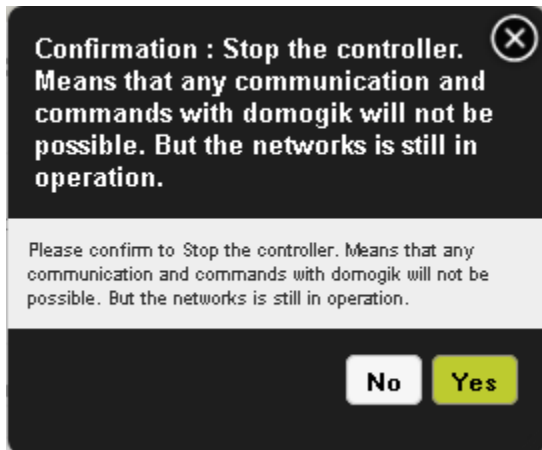 Confirmation : Stop the controller.
Means that any communication and
commands with domogik will not be
possible. But the networks is still in
operation.
Please confirm to Stop the controller. Means that any
communication and commands with domogik will not be
possible. But the networks is still in operation.
No
Yes